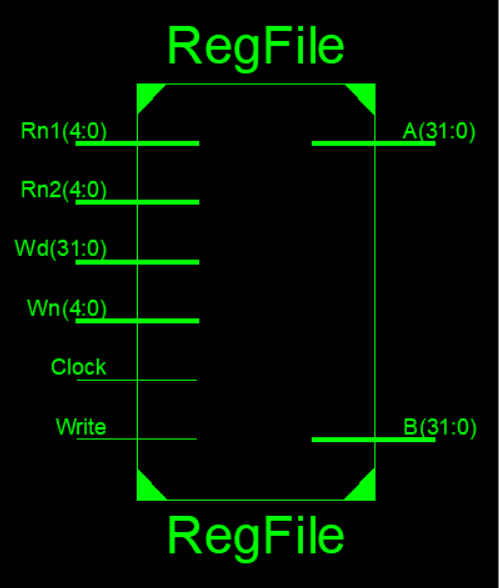 RegFile
Rn1(4:0)
A(31:0)
Rn2(4:0)
Wd(31:0)
Wn(4:0)
Clock
Write
B(31:0)
RegFile